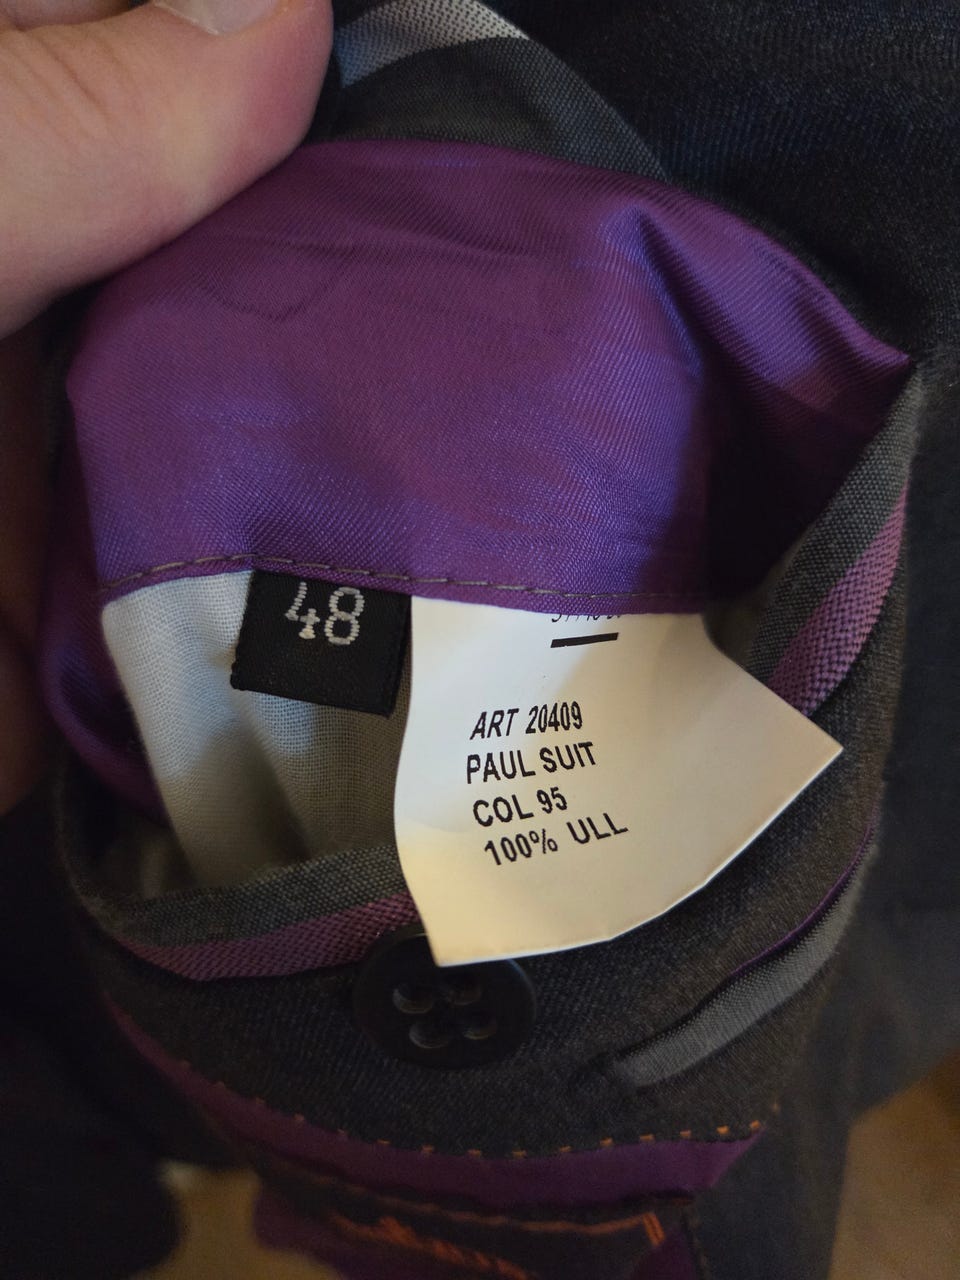 48
ART 20409
PAUL SUIT
COL 95
100% ULL